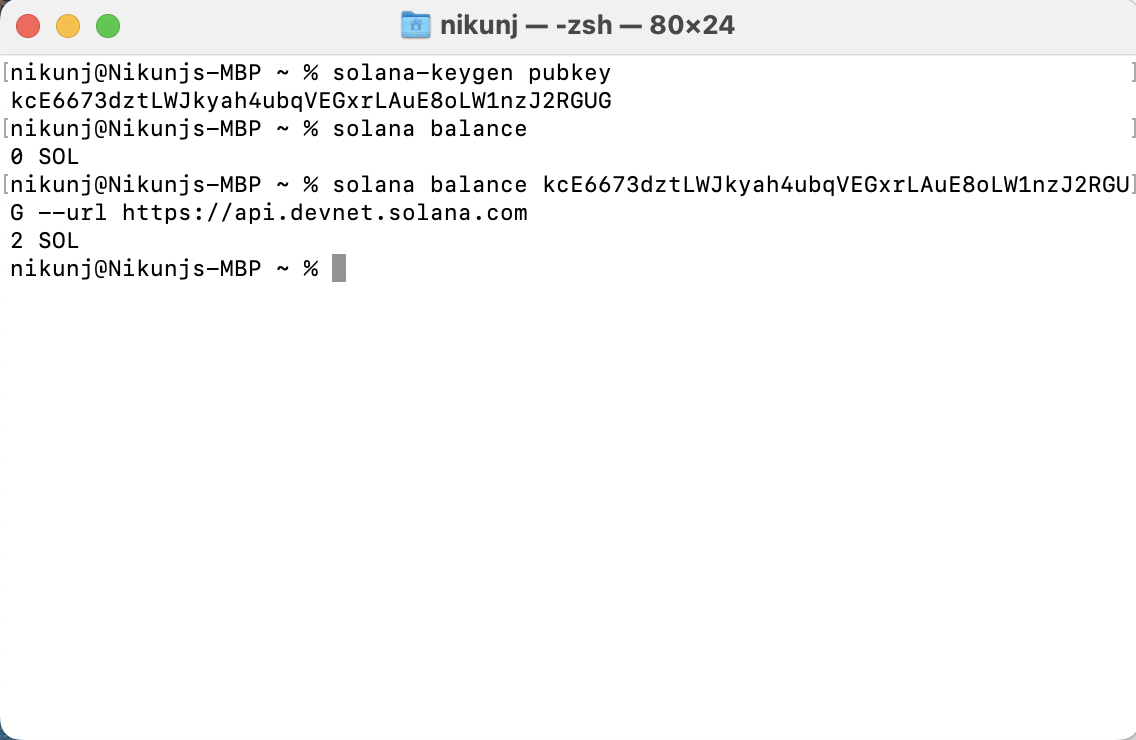 nikunj — -zsh — 80×24
[nikunj@Nikunjs-MBP ~ % solana-keygen pubkey ]
kcE6673dztLWJkyah4ubqVEGxrLAuE8oLW1nzJ2RGUG
[nikunj@Nikunjs-MBP ~ % solana balance ]
0 SOL
[nikunj@Nikunjs-MBP ~ % solana balance kcE6673dztLWJkyah4ubqVEGxrLAuE8oLW1nzJ2RGU]
G --url https://api.devnet.solana.com
2 SOL
nikunj@Nikunjs-MBP ~ %